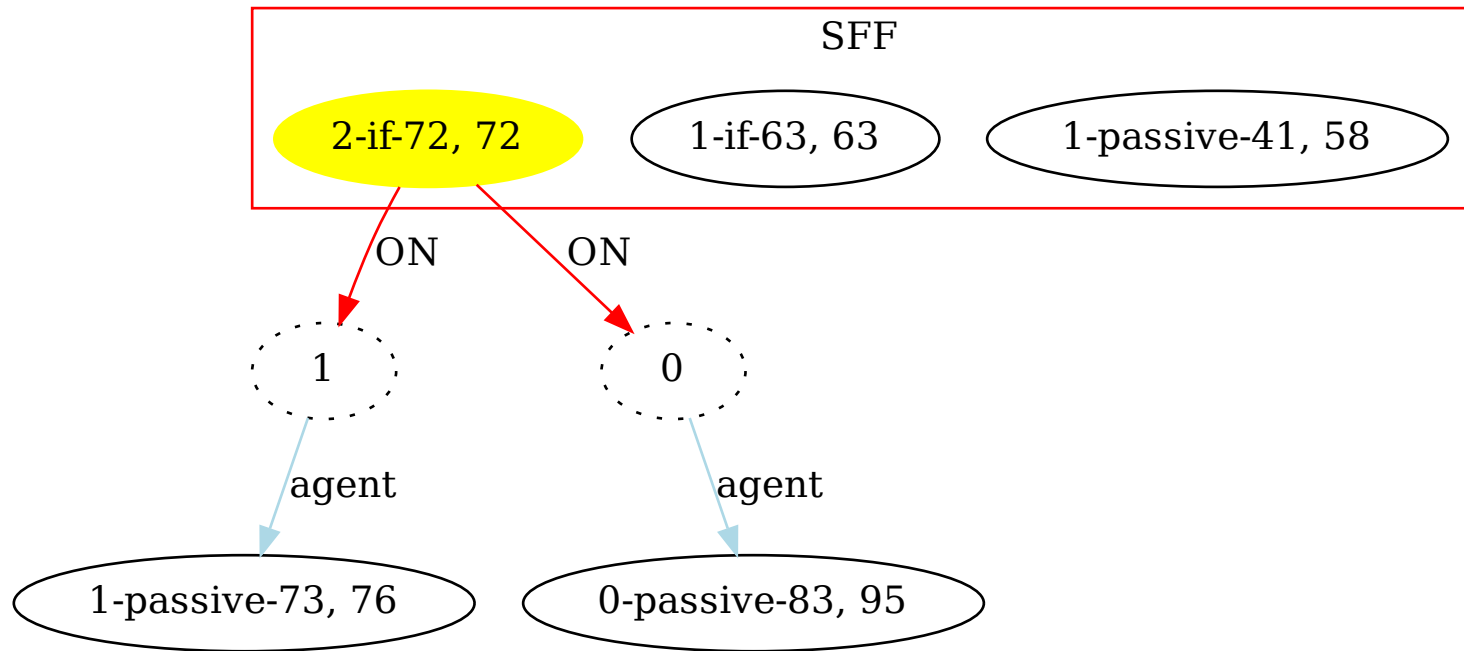 SFF
2-if-72, 72
1-if-63, 63
1-passive-41, 58
ON
ON
1
0
agent
agent
1-passive-73, 76
0-passive-83, 95